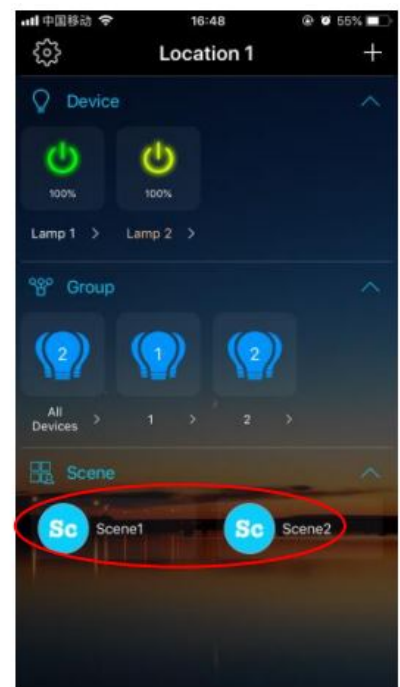 中国移动 16:48 55%
Location 1
Device
100% 100%
Lamp 1 > Lamp 2 >
Group
2 1 2
All
Devices > 1 > 2 >
Scene
Sc Scene1 Sc Scene2